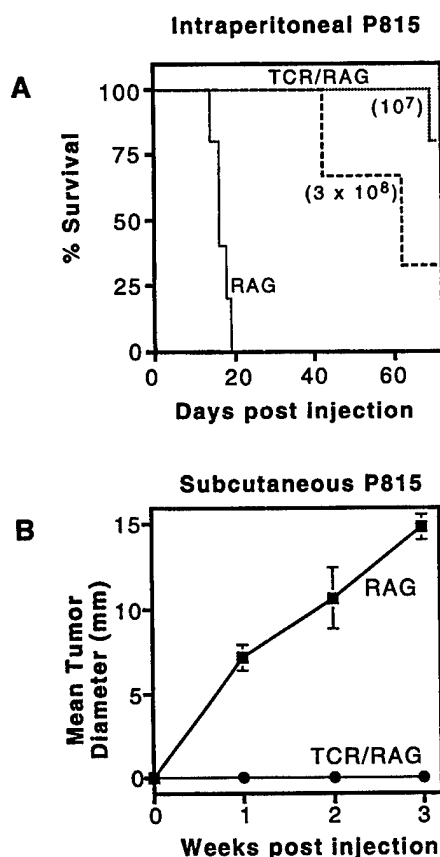 Intraperitoneal P815
A
TCR/RAG
100
(10⁷)
75
(3 x 10⁸)
50
% Survival
25
RAG
0
0 20 40 60
Days post injection
Subcutaneous P815
B
15
RAG
10
Mean Tumor
Diameter (mm)
5
TCR/RAG
0
0 1 2 3
Weeks post injection